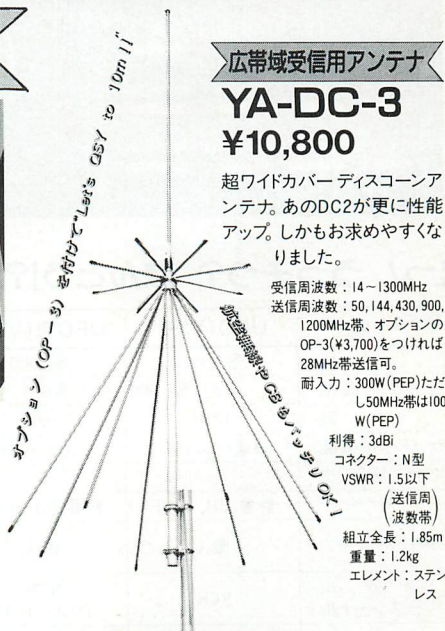 広帯域受信用アンテナ
YA-DC-3
¥10,800
超ワイドカバー ディスコーンア
ンテナ。あのDC2が更に性能
アップ。しかもお求めやすくな
りました。
受信周波数：14～1300MHz
送信周波数：50,144,430,900,
1200MHz帯、オプションの
OP-3(¥3,700)をつければ
28MHz帯送信可。
耐入力：300W(PEP)ただ
し50MHz帯は100
W(PEP)
利得：3dBi
コネクター：N型
VSWR：1.5以下
(送信周
波数帯)
組立全長：1.85m
重量：1.2kg
エレメント：ステン
レス
オプション（OP－3）を付けて"Let's QSY to 10m !!"
航空無線やCBもバッチリOK！